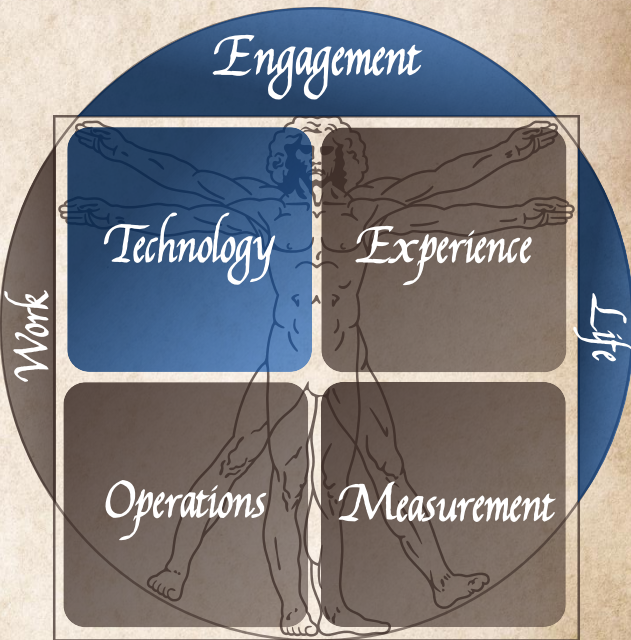 Engagement
Technology
Experience
Work
Life
Operations
Measurement